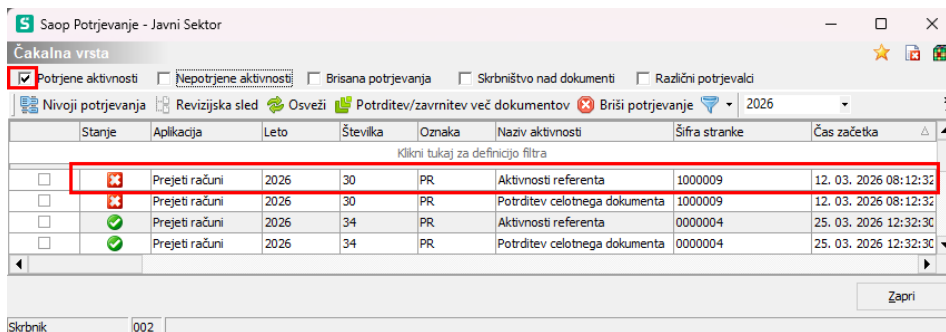 S Saop Potrjevanje - Javni Sektor
Čakalna vrsta
Potrjene aktivnosti Nepotrjene aktivnosti Brisana potrjevanja Skrbništvo nad dokumenti Različni potrjevalci
Nivoji potrjevanja Revizijska sled Osveži Potrditev/zavrnitev več dokumentov Briši potrjevanje 2026
Stanje Aplikacija Leto Številka Oznaka Naziv aktivnosti Šifra stranke Čas začetka
Klikni tukaj za definicijo filtra
Prejeti računi 2026 30 PR Aktivnosti referenta 1000009 12. 03. 2026 08:12:32
Prejeti računi 2026 30 PR Potrditev celotnega dokumenta 1000009 12. 03. 2026 08:12:32
Prejeti računi 2026 34 PR Aktivnosti referenta 0000004 25. 03. 2026 12:32:30
Prejeti računi 2026 34 PR Potrditev celotnega dokumenta 0000004 25. 03. 2026 12:32:30
Zapri
Skrbnik 002